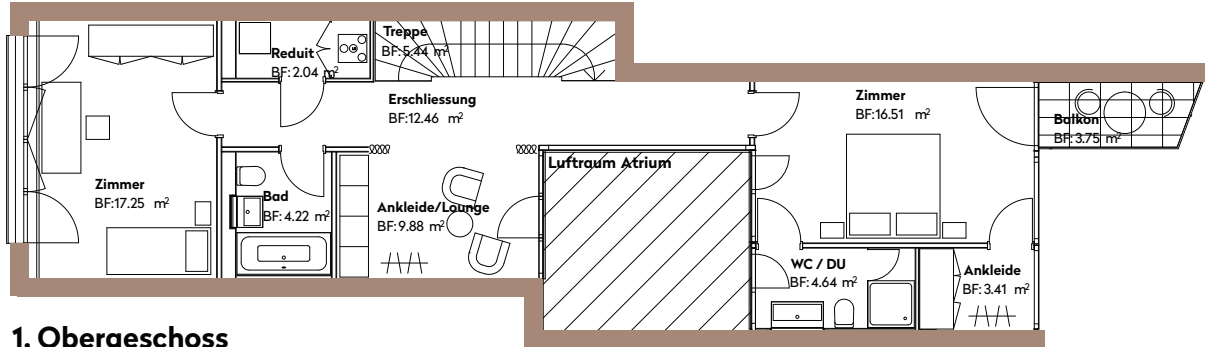 Treppe
BF:5.44 m²
Reduit
BF:2.04 m²
Erschliessung
BF:12.46 m²
Zimmer
BF:16.51 m²
Balkon
BF:3.75 m²
Luftraum Atrium
Zimmer
BF:17.25 m²
Bad
BF:4.22 m²
Ankleide/Lounge
BF:9.88 m²
WC / DU
BF:4.64 m²
Ankleide
BF:3.41 m²
1. Obergeschoss